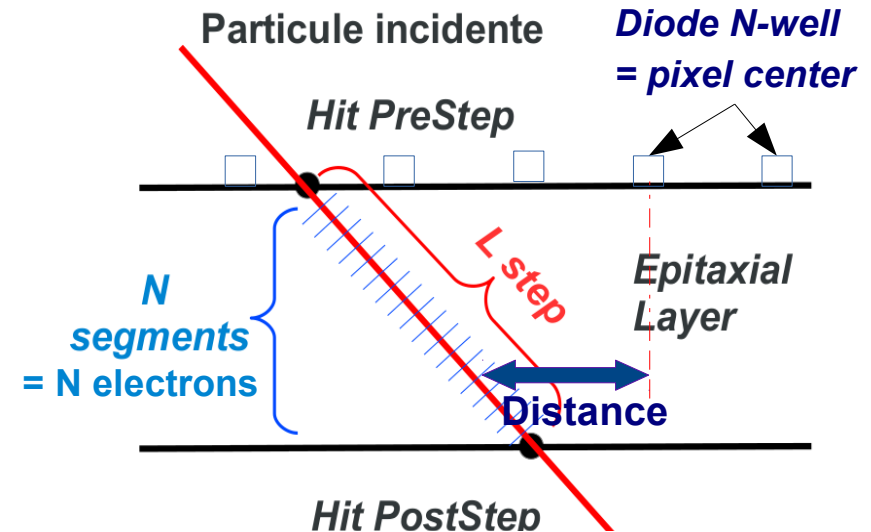 Particule incidente
Diode N-well
= pixel center
Hit PreStep
L step
Epitaxial
Layer
N
segments
= N electrons
Distance
Hit PostStep